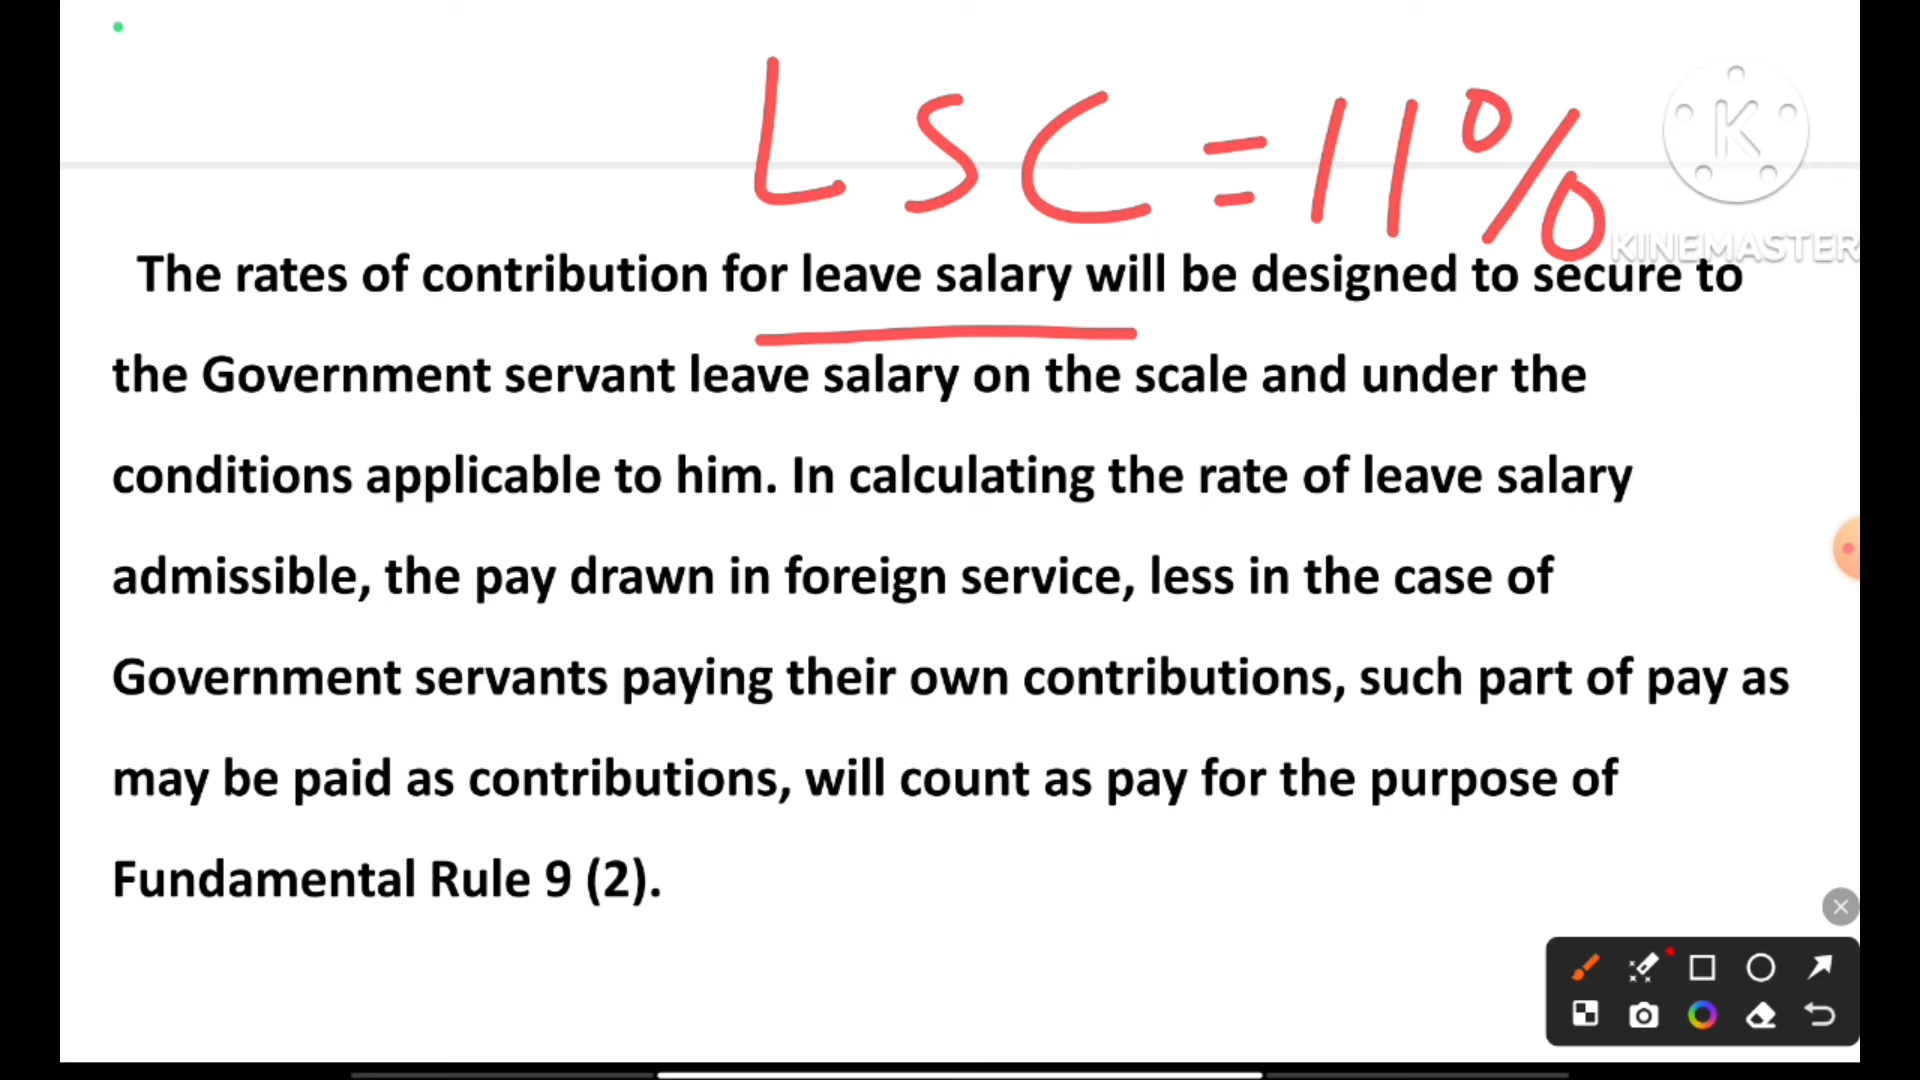 LSC = 11%
K
KINEMASTER
The rates of contribution for leave salary will be designed to secure to
the Government servant leave salary on the scale and under the
conditions applicable to him. In calculating the rate of leave salary
admissible, the pay drawn in foreign service, less in the case of
Government servants paying their own contributions, such part of pay as
may be paid as contributions, will count as pay for the purpose of
Fundamental Rule 9 (2).